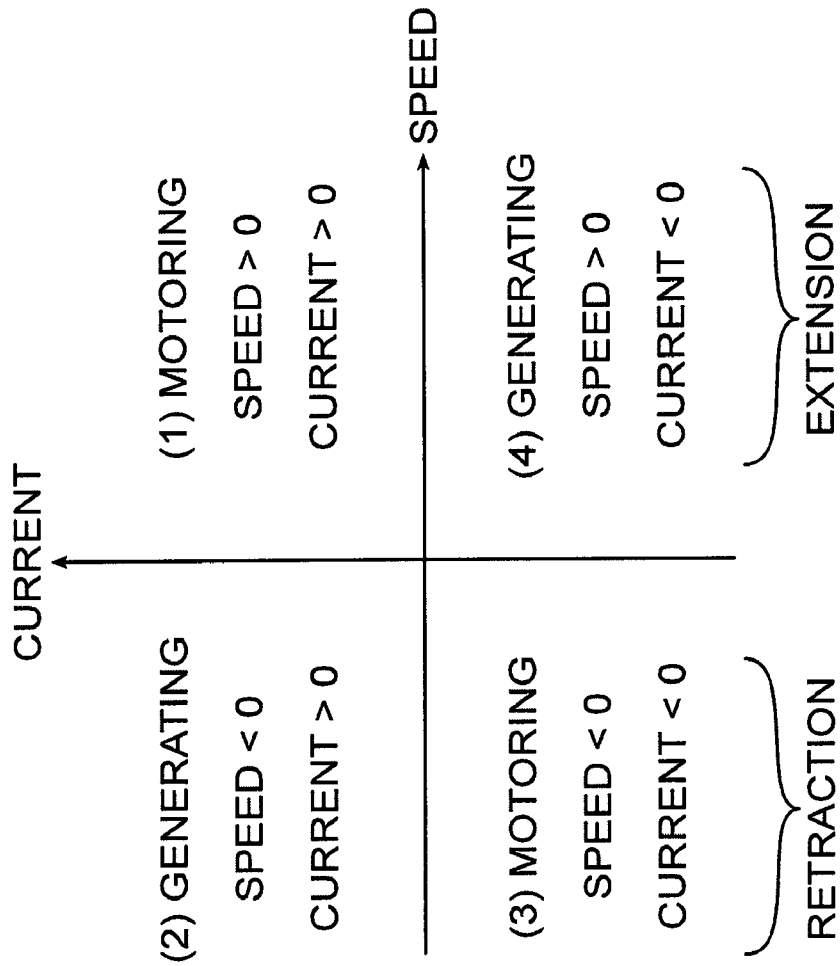 CURRENT
(2) GENERATING
SPEED < 0
CURRENT > 0
(1) MOTORING
SPEED > 0
CURRENT > 0
SPEED
(3) MOTORING
SPEED < 0
CURRENT < 0
(4) GENERATING
SPEED > 0
CURRENT < 0
RETRACTION
EXTENSION